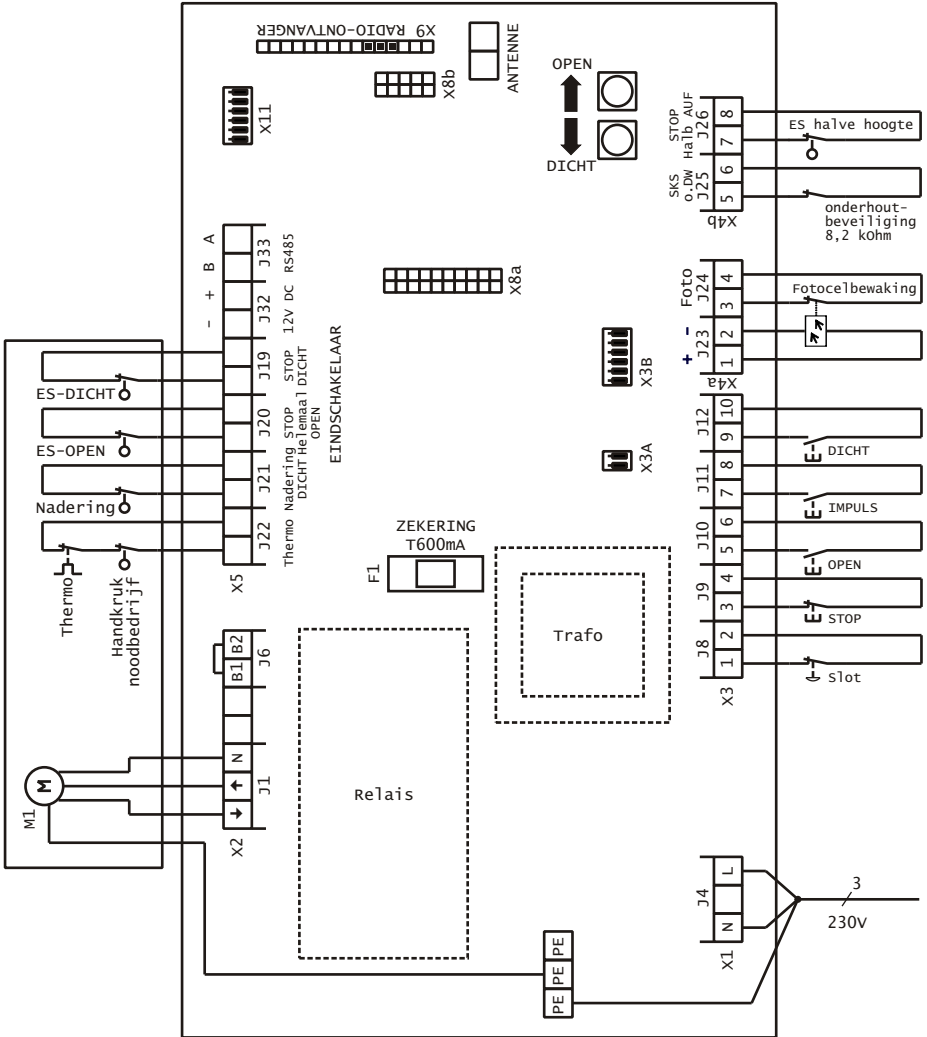 X9 RADIO-ONTVANGER
X8b
ANTENNE
X11
OPEN
DICHT
STOP
Halb AUF
J26
8
7
ES halve hoogte
SKS
o.DW
J25
6
5
X4b
onderhout-
beveiliging
8,2 kOhm
A
B
J33
RS485
+
-
J32
12V DC
X8a
Foto
J24
4
3
Fotocelbewaking
-
+
J23
2
1
X4a
ES-DICHT
J19
STOP
DICHT
ES-OPEN
J20
STOP
Helemaal
OPEN
EINDSCHAKELAAR
Nadering
J21
Nadering
DICHT
J22
Thermo
X5
Thermo
Handkruk
noodbedrijf
X3B
X3A
ZEKERING
T600mA
F1
J12
10
9
DICHT
J11
8
7
IMPULS
J10
6
5
OPEN
J9
4
3
STOP
J8
2
1
Slot
X3
Trafo
Relais
B1 B2
J6
N
J1
X2
M
M1
J4
L
N
X1
3
230V
PE
PE
PE